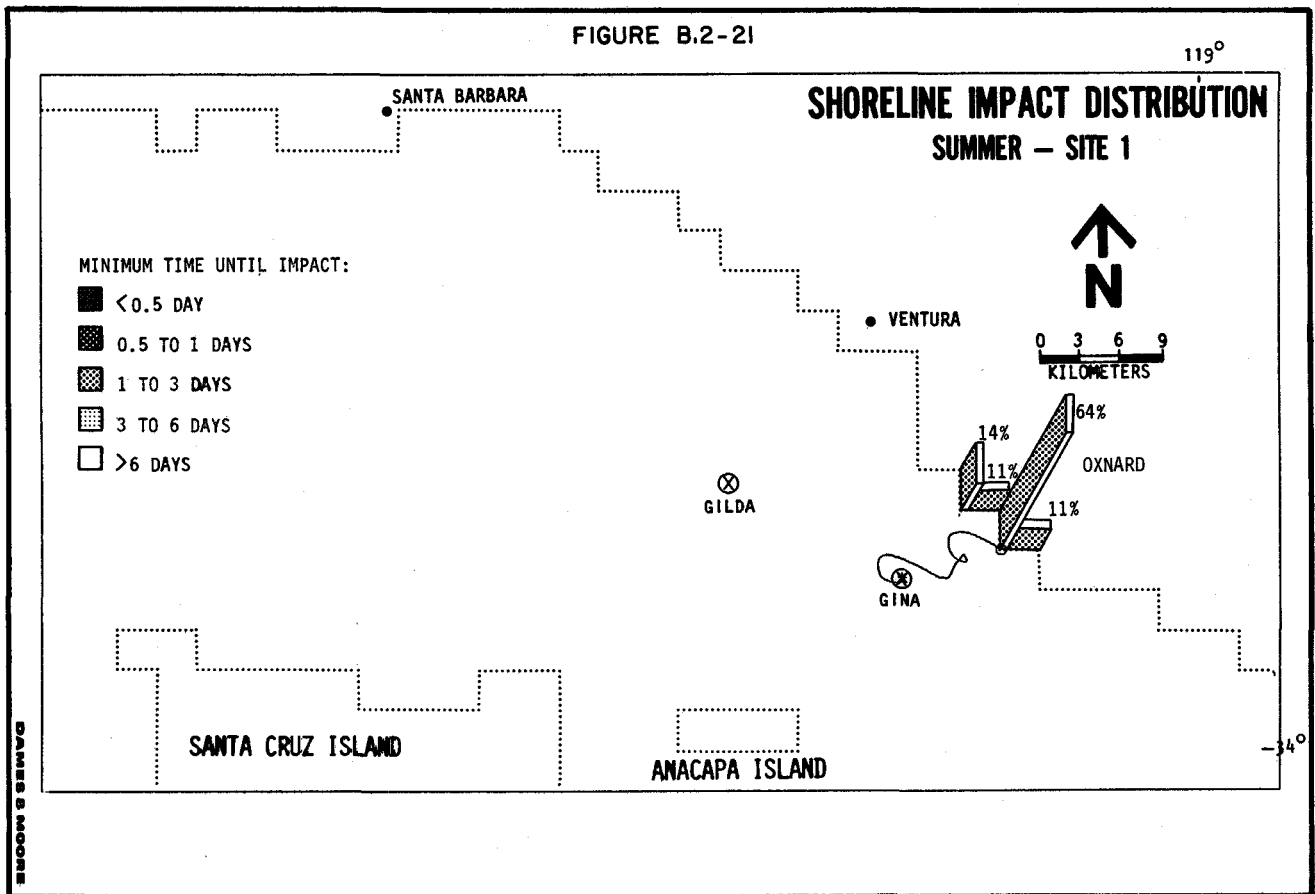 FIGURE B.2-21
119°
SANTA BARBARA
SHORELINE IMPACT DISTRIBUTION
SUMMER — SITE 1
N
MINIMUM TIME UNTIL IMPACT:
<0.5 DAY
0.5 TO 1 DAYS
1 TO 3 DAYS
3 TO 6 DAYS
>6 DAYS
VENTURA
0 3 6 9
KILOMETERS
64%
14%
11%
OXNARD
11%
GILDA
GINA
SANTA CRUZ ISLAND
ANACAPA ISLAND
34°
DAMES & MOORE